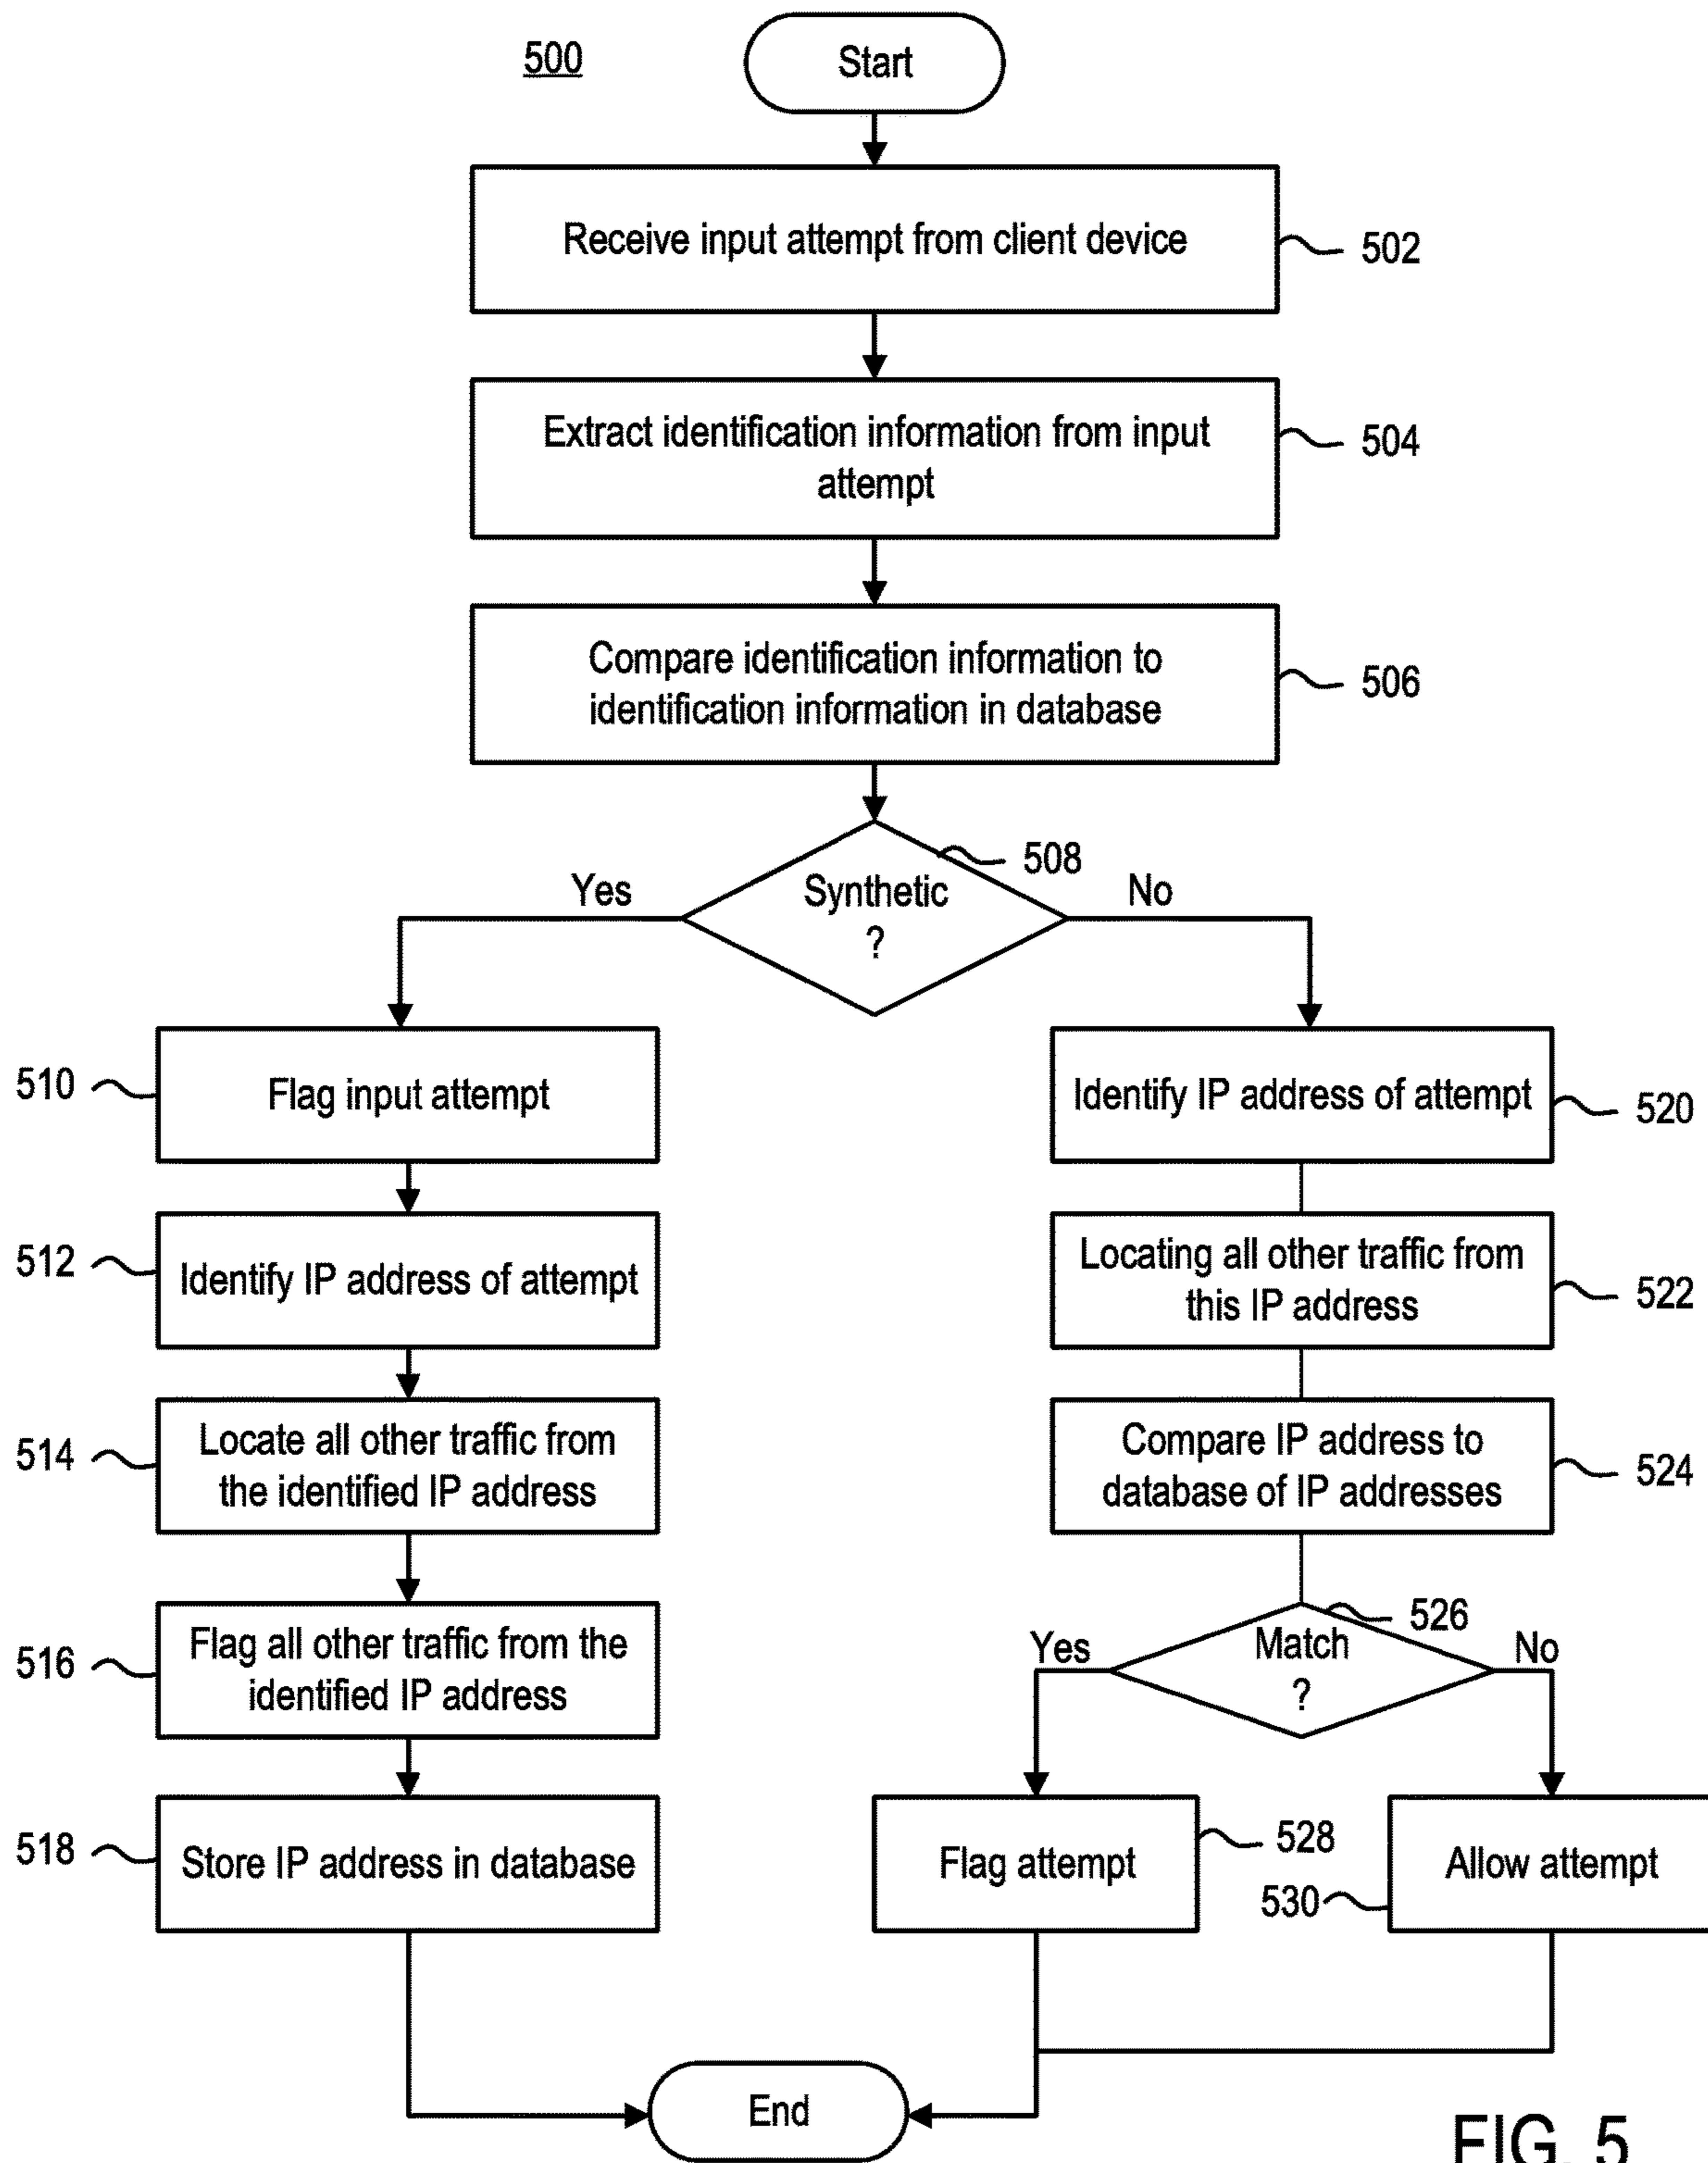 500
Start
Receive input attempt from client device
502
Extract identification information from input
attempt
504
Compare identification information to
identification information in database
506
508
Synthetic
?
Yes
No
510
Flag input attempt
512
Identify IP address of attempt
514
Locate all other traffic from
the identified IP address
516
Flag all other traffic from the
identified IP address
518
Store IP address in database
Identify IP address of attempt
520
Locating all other traffic from
this IP address
522
Compare IP address to
database of IP addresses
524
526
Match
?
Yes
No
Flag attempt
528
Allow attempt
530
End
FIG. 5